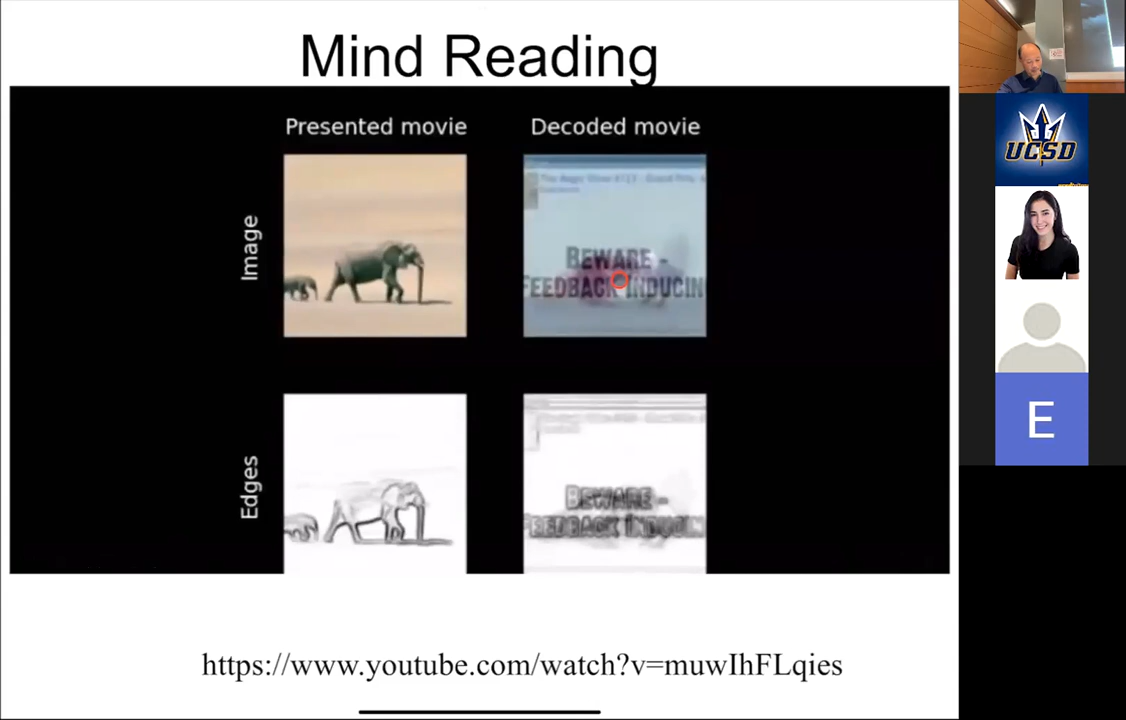 Mind Reading
Presented movie
Decoded movie
Image
BEWARE -
FEEDBACK INDUCIN
Edges
BEWARE -
FEEDBACK INDUCIN
https://www.youtube.com/watch?v=muwIhFLqies
UCSD
E